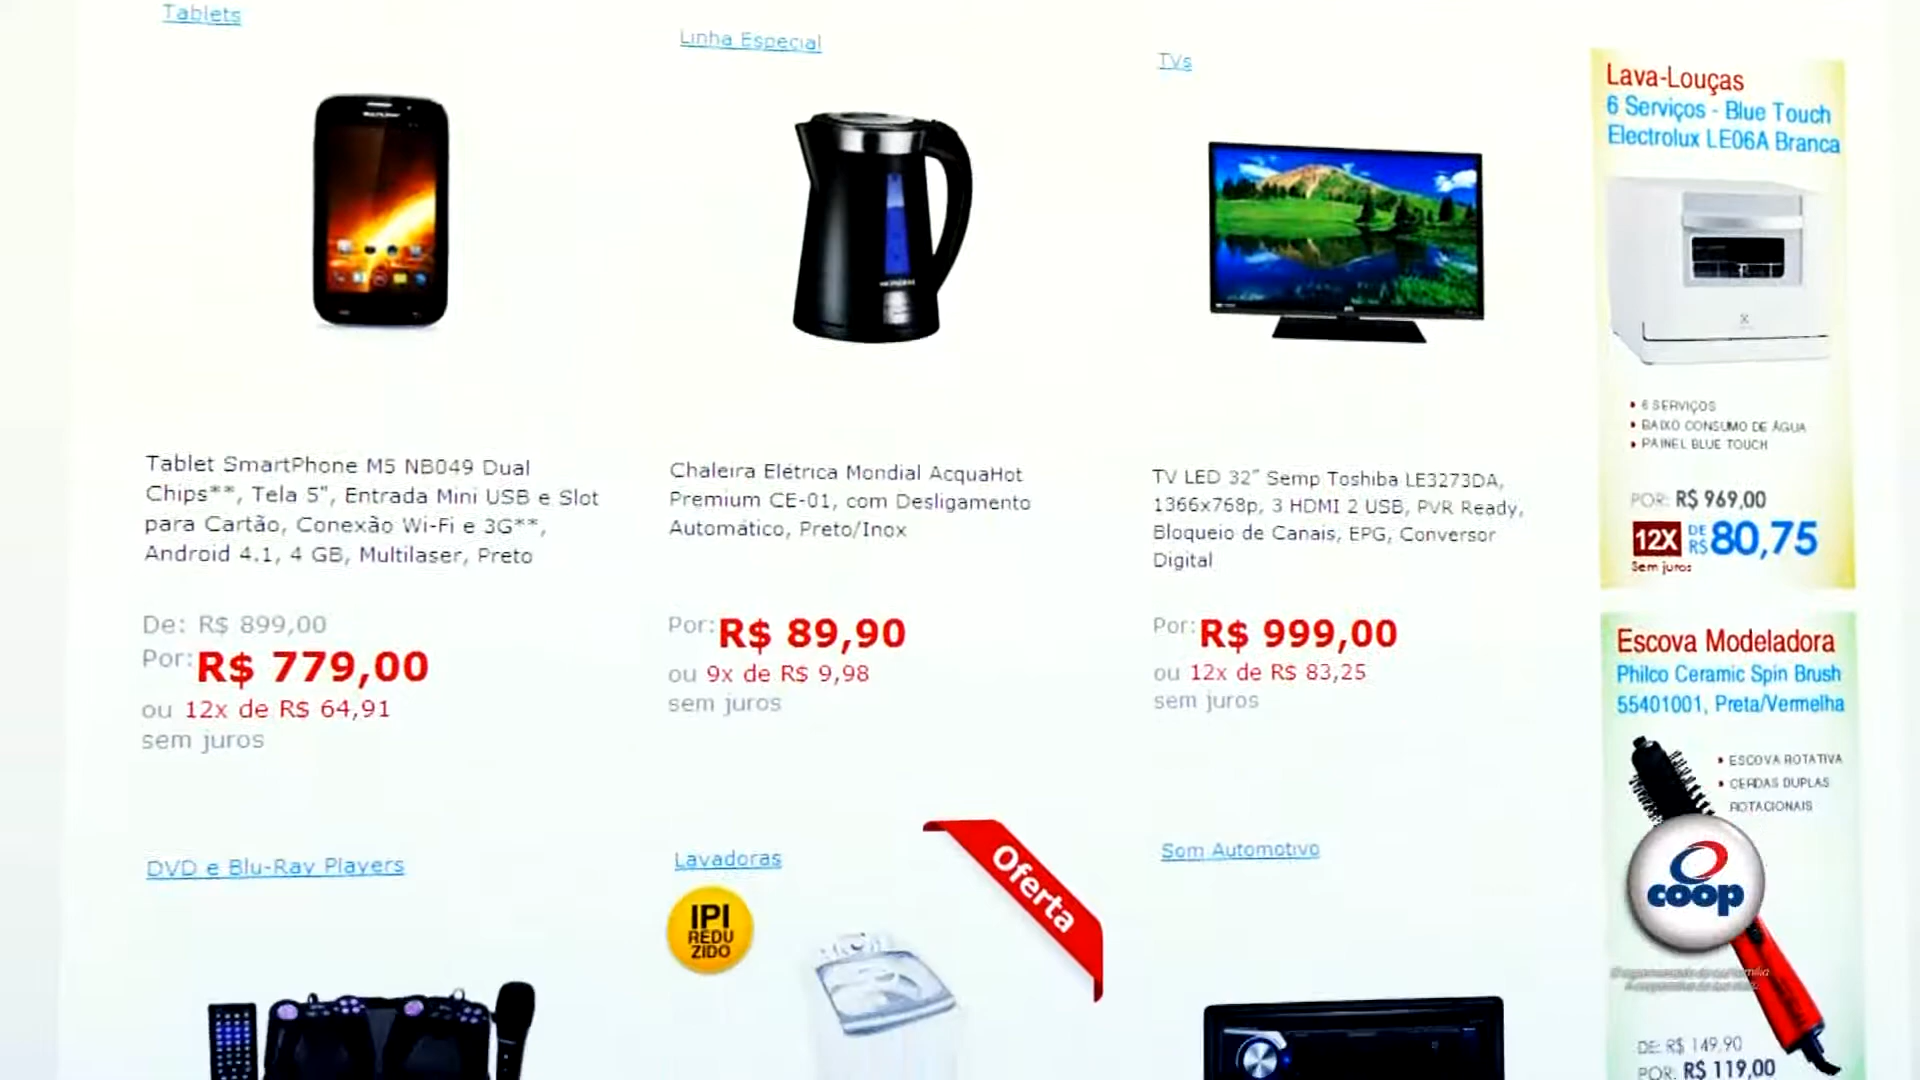 Tablets
Tablet SmartPhone M5 NB049 Dual
Chips**, Tela 5", Entrada Mini USB e Slot
para Cartão, Conexão Wi-Fi e 3G**,
Android 4.1, 4 GB, Multilaser, Preto
De: R$ 899,00
Por: R$ 779,00
ou 12x de R$ 64,91
sem juros
Linha Especial
Chaleira Elétrica Mondial AcquaHot
Premium CE-01, com Desligamento
Automático, Preto/Inox
Por: R$ 89,90
ou 9x de R$ 9,98
sem juros
TVs
TV LED 32" Semp Toshiba LE3273DA,
1366x768p, 3 HDMI 2 USB, PVR Ready,
Bloqueio de Canais, EPG, Conversor
Digital
Por: R$ 999,00
ou 12x de R$ 83,25
sem juros
DVD e Blu-Ray Players
Lavadoras
IPI
REDU
ZIDO
Oferta
Som Automotivo
Lava-Louças
6 Serviços - Blue Touch
Electrolux LE06A Branca
• 6 SERVIÇOS
• BAIXO CONSUMO DE ÁGUA
• PAINEL BLUE TOUCH
POR: R$ 969,00
12X DE R$ 80,75
Sem juros
Escova Modeladora
Philco Ceramic Spin Brush
55401001, Preta/Vermelha
• ESCOVA ROTATIVA
• CERDAS DUPLAS
ROTACIONAIS
coop
DE: R$ 149,90
POR: R$ 119,00